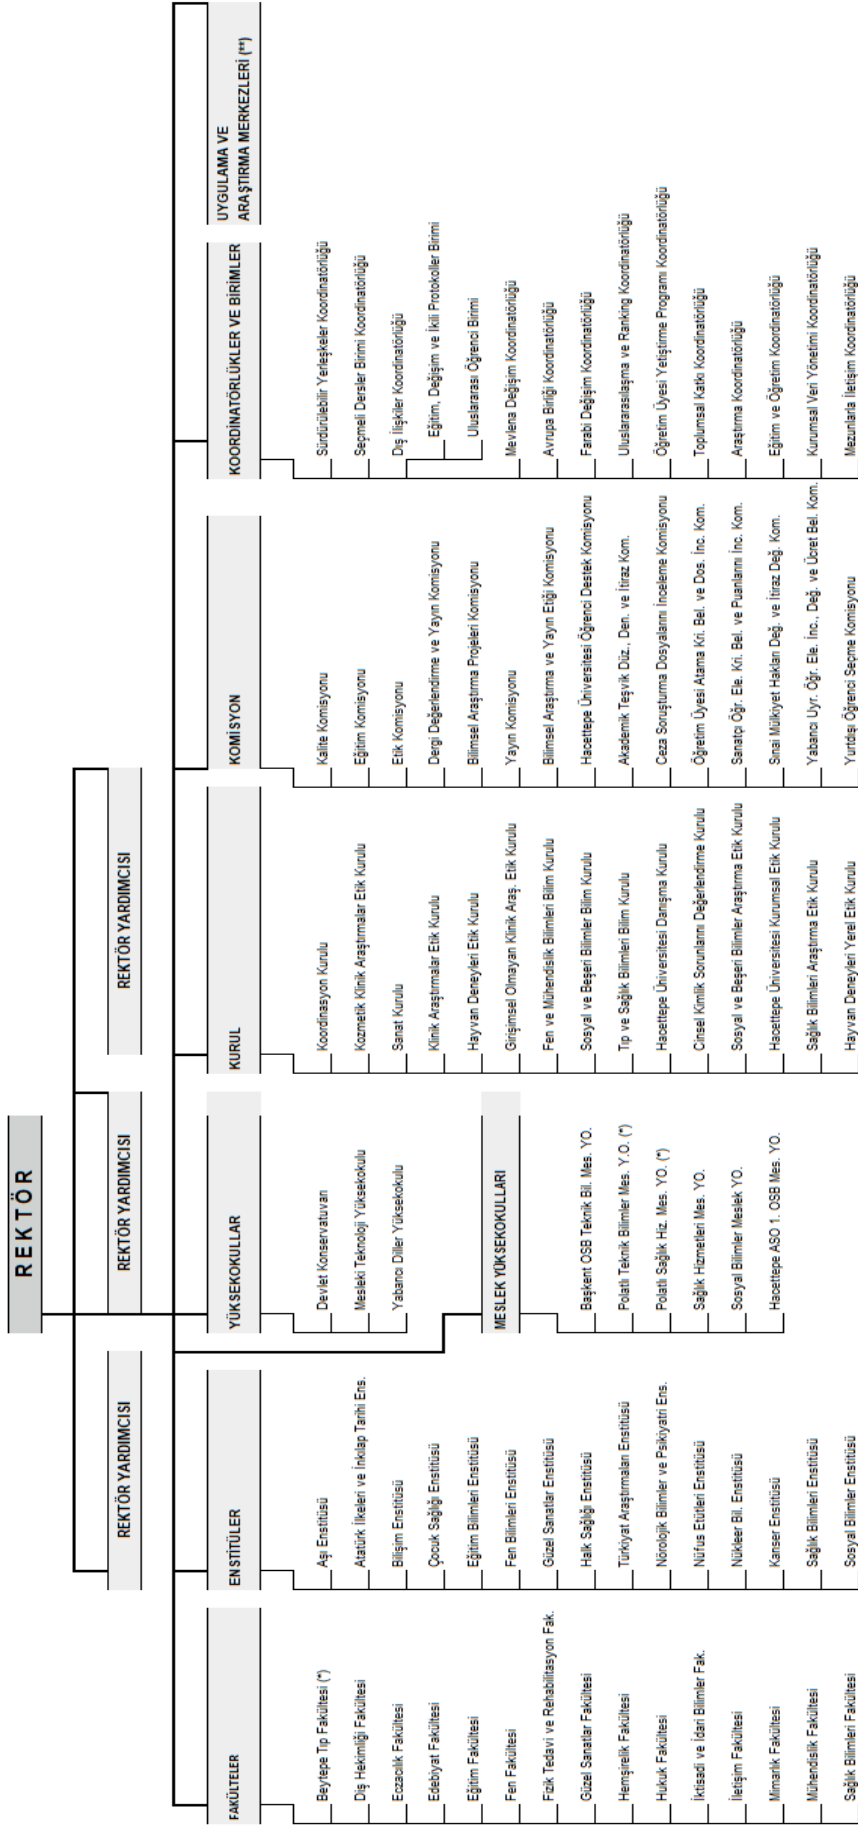 REKTÖR
REKTÖR YARDIMCISI
REKTÖR YARDIMCISI
REKTÖR YARDIMCISI
FAKÜLTELER
Beytepe Tıp Fakültesi (*)
Diş Hekimliği Fakültesi
Eczacılık Fakültesi
Edebiyat Fakültesi
Eğitim Fakültesi
Fen Fakültesi
Fizik Tedavi ve Rehabilitasyon Fak.
Güzel Sanatlar Fakültesi
Hemşirelik Fakültesi
Hukuk Fakültesi
İktisadi ve İdari Bilimler Fak.
İletişim Fakültesi
Mimarlık Fakültesi
Mühendislik Fakültesi
Sağlık Bilimleri Fakültesi
ENSTİTÜLER
Aşı Enstitüsü
Atatürk İlkeleri ve İnkılap Tarihi Ens.
Bilişim Enstitüsü
Çocuk Sağlığı Enstitüsü
Eğitim Bilimleri Enstitüsü
Fen Bilimleri Enstitüsü
Güzel Sanatlar Enstitüsü
Halk Sağlığı Enstitüsü
Türkiyat Araştırmaları Enstitüsü
Nörolojik Bilimler ve Psikiyatri Ens.
Nüfus Etütleri Enstitüsü
Nükleer Bil. Enstitüsü
Kanser Enstitüsü
Sağlık Bilimleri Enstitüsü
Sosyal Bilimler Enstitüsü
YÜKSEKOKULLAR
Devlet Konservatuvarı
Mesleki Teknoloji Yüksekokulu
Yabancı Diller Yüksekokulu
MESLEK YÜKSEKOKULLARI
Başkent OSB Teknik Bil. Mes. YO.
Polatlı Teknik Bilimler Mes. Y.O. (*)
Polatlı Sağlık Hiz. Mes. YO. (*)
Sağlık Hizmetleri Mes. YO.
Sosyal Bilimler Meslek YO.
Hacettepe ASO 1. OSB Mes. YO.
KURUL
Koordinasyon Kurulu
Kozmetik Klinik Araştırmalar Etik Kurulu
Sanat Kurulu
Klinik Araştırmalar Etik Kurulu
Hayvan Deneyleri Etik Kurulu
Girişimsel Olmayan Klinik Araş. Etik Kurulu
Fen ve Mühendislik Bilimleri Bilim Kurulu
Sosyal ve Beşeri Bilimler Bilim Kurulu
Tıp ve Sağlık Bilimleri Bilim Kurulu
Hacettepe Üniversitesi Danışma Kurulu
Cinsel Kimlik Sorunlarını Değerlendirme Kurulu
Sosyal ve Beşeri Bilimler Araştırma Etik Kurulu
Hacettepe Üniversitesi Kurumsal Etik Kurulu
Sağlık Bilimleri Araştırma Etik Kurulu
Hayvan Deneyleri Yerel Etik Kurulu
KOMİSYON
Kalite Komisyonu
Eğitim Komisyonu
Etik Komisyonu
Dergi Değerlendirme ve Yayın Komisyonu
Bilimsel Araştırma Projeleri Komisyonu
Yayın Komisyonu
Bilimsel Araştırma ve Yayın Etiği Komisyonu
Hacettepe Üniversitesi Öğrenci Destek Komisyonu
Akademik Teşvik Düz., Den. ve İtiraz Kom.
Ceza Soruşturma Dosyalarını İnceleme Komisyonu
Öğretim Üyesi Atama Kri. Bel. ve Dos. İnc. Kom.
Sanatçı Öğr. Ele. Kri. Bel. ve Puanlarını İnc. Kom.
Sınai Mülkiyet Hakları Değ. ve İtiraz Değ. Kom.
Yabancı Uyr. Öğr. Ele. İnc., Değ. ve Ücret Bel. Kom.
Yurtdışı Öğrenci Seçme Komisyonu
KOORDİNATÖRLÜKLER VE BİRİMLER
Sürdürülebilir Yerleşkeler Koordinatörlüğü
Seçmeli Dersler Birimi Koordinatörlüğü
Dış İlişkiler Koordinatörlüğü
Eğitim, Değişim ve İkili Protokoller Birimi
Uluslararası Öğrenci Birimi
Mevlena Değişim Koordinatörlüğü
Avrupa Birliği Koordinatörlüğü
Farabi Değişim Koordinatörlüğü
Uluslararasılaşma ve Ranking Koordinatörlüğü
Öğretim Üyesi Yetiştirme Programı Koordinatörlüğü
Toplumsal Katkı Koordinatörlüğü
Araştırma Koordinatörlüğü
Eğitim ve Öğretim Koordinatörlüğü
Kurumsal Veri Yönetimi Koordinatörlüğü
Mezunlarla İletişim Koordinatörlüğü
UYGULAMA VE
ARAŞTIRMA MERKEZLERİ (**)